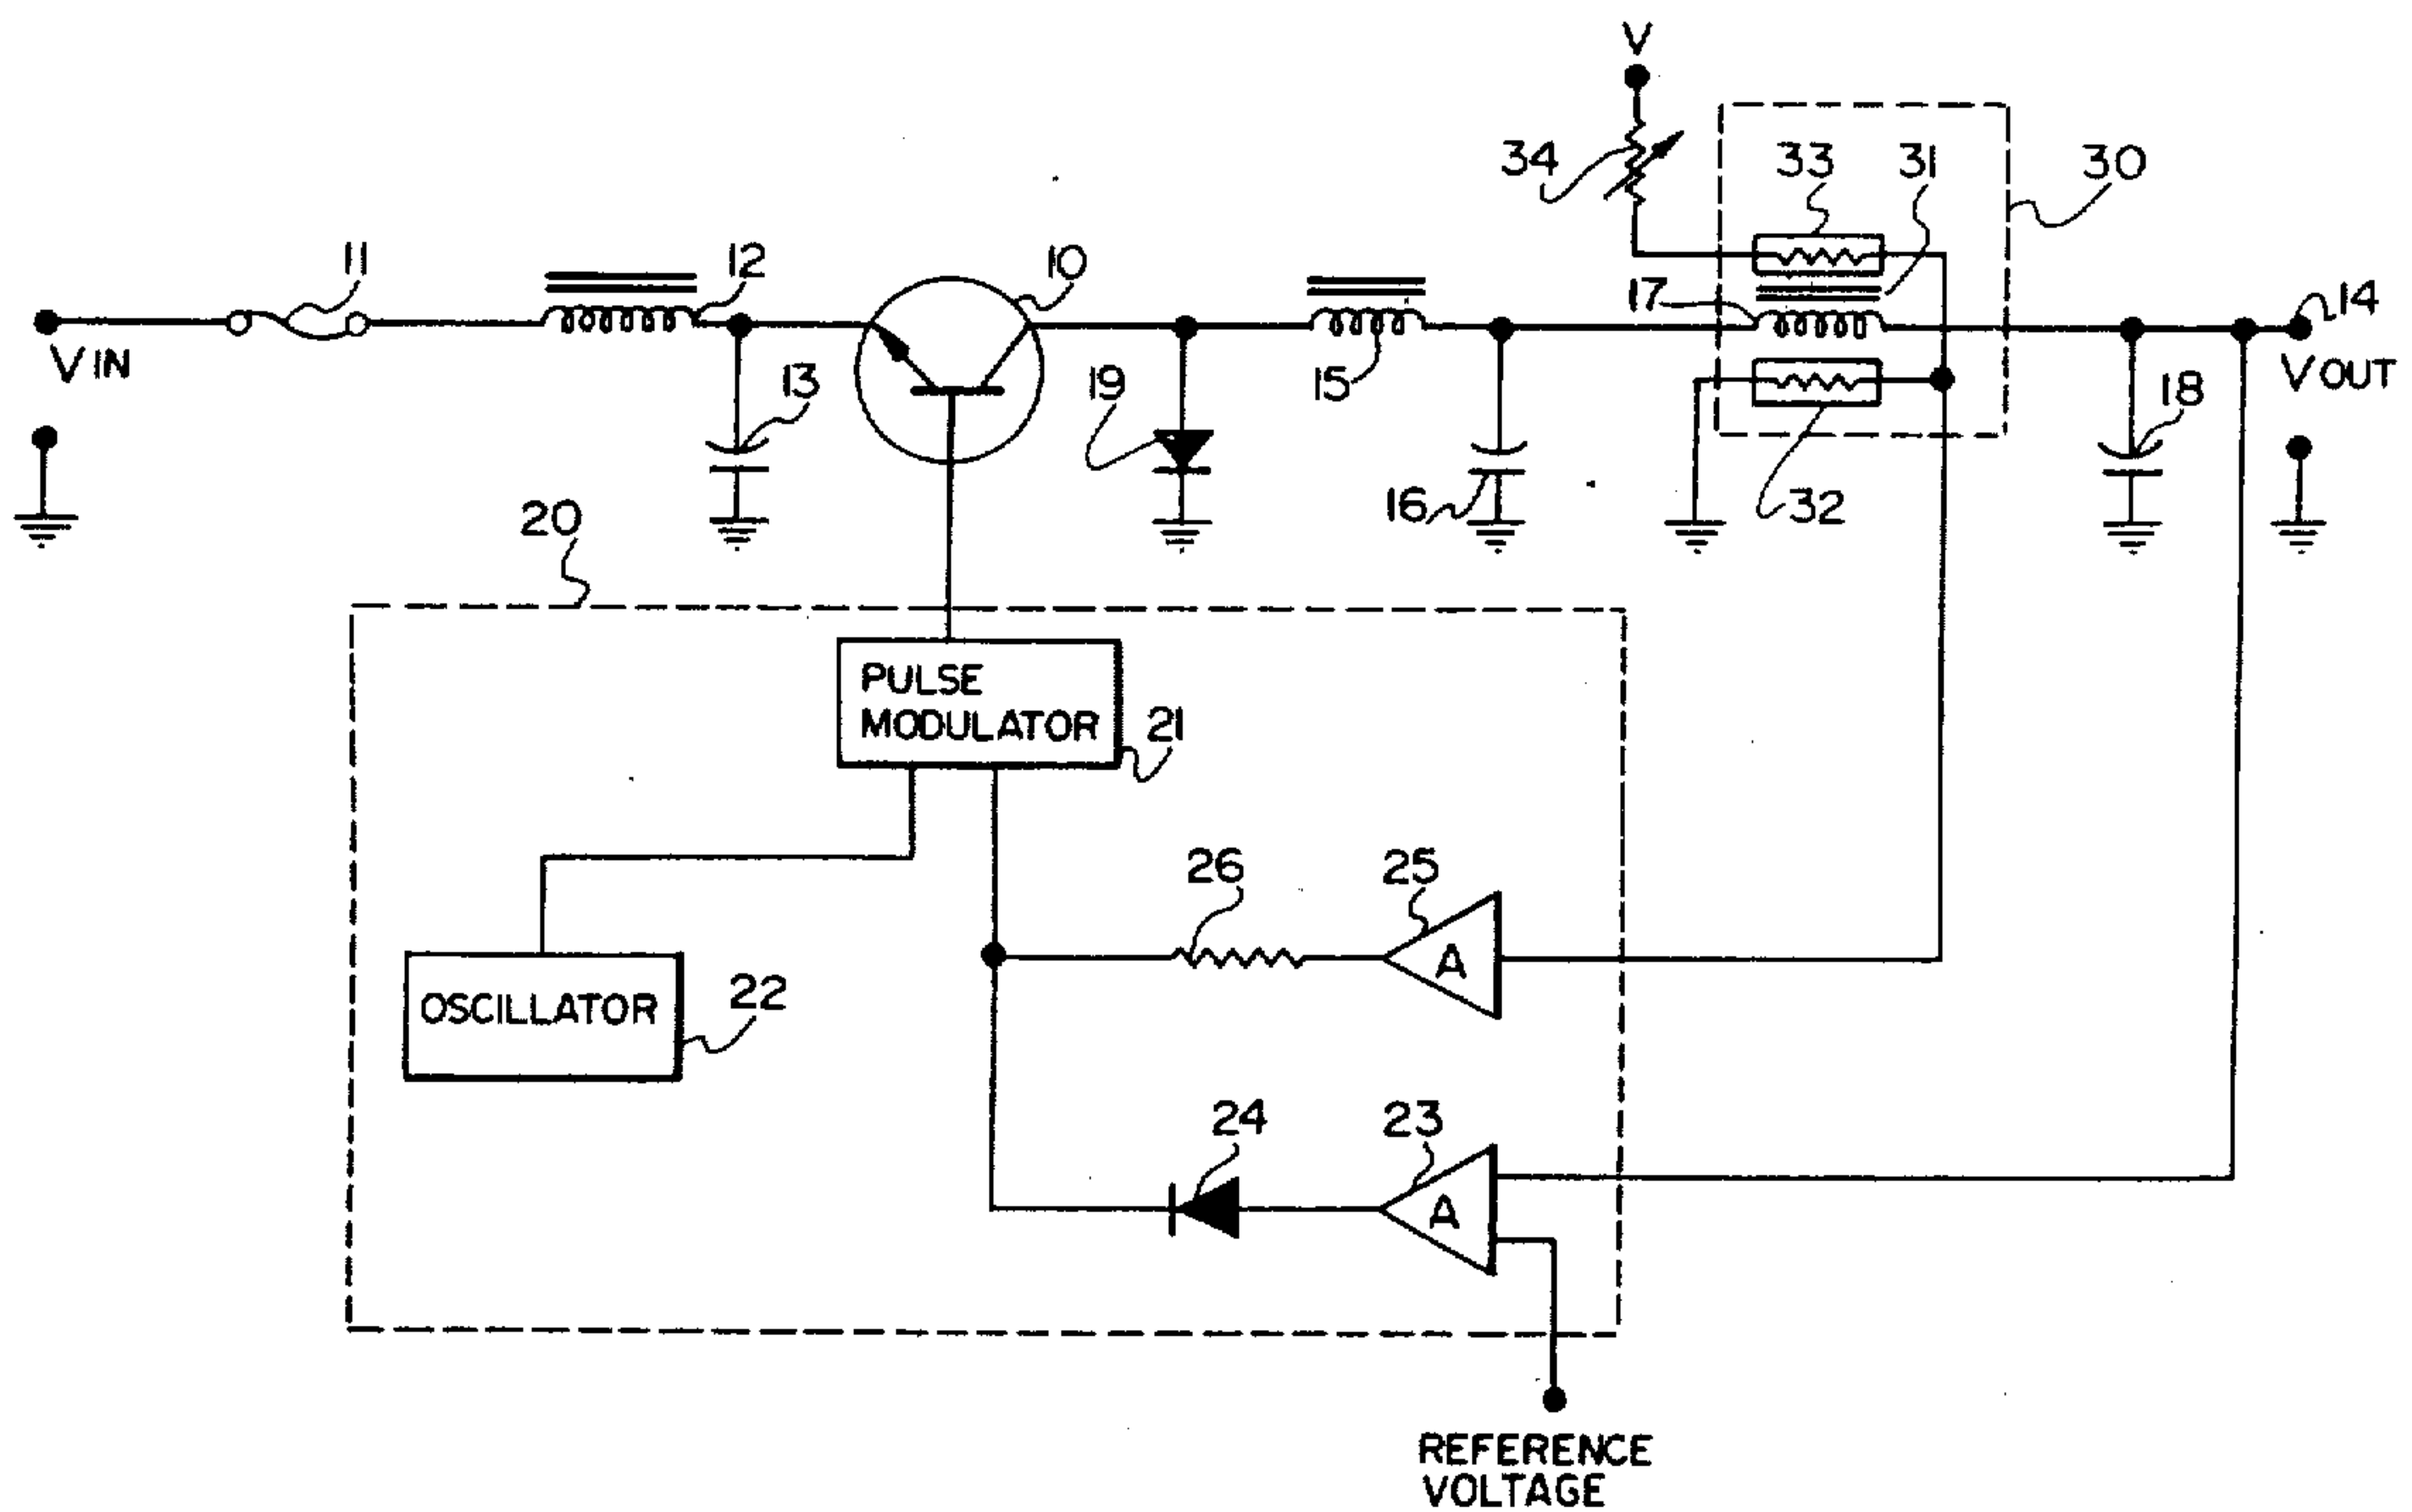 V
34
33
31
30
11
12
10
17
14
VIN
13
19
15
18
VOUT
16
32
20
PULSE
MODULATOR
21
26
25
A
OSCILLATOR
22
24
23
A
REFERENCE
VOLTAGE